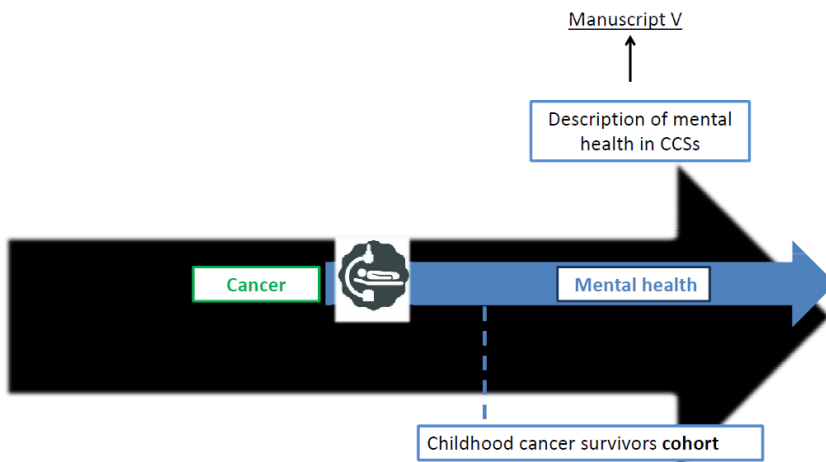 Manuscript V
Description of mental
health in CCSs
Cancer
Mental health
Childhood cancer survivors cohort